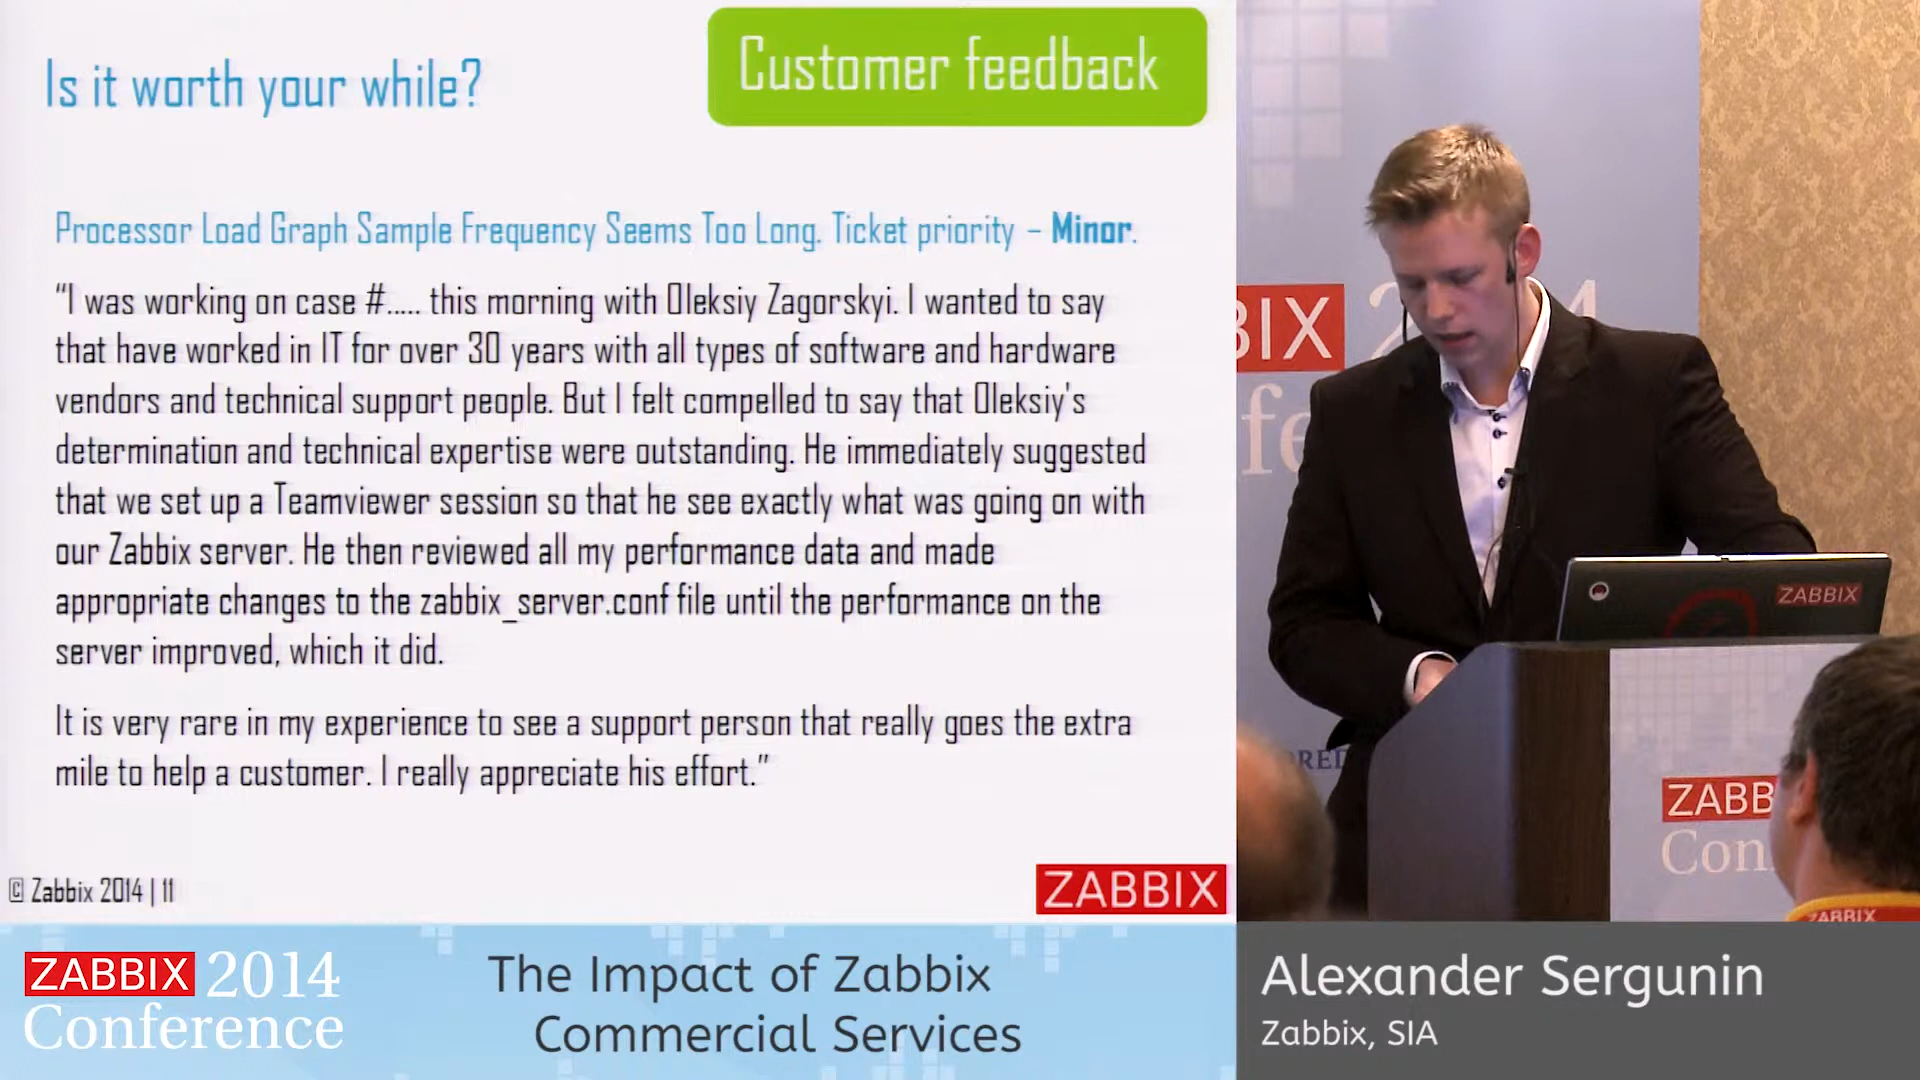 Is it worth your while?
Customer feedback
Processor Load Graph Sample Frequency Seems Too Long. Ticket priority – Minor.
“I was working on case #..... this morning with Oleksiy Zagorskyi. I wanted to say
that have worked in IT for over 30 years with all types of software and hardware
vendors and technical support people. But I felt compelled to say that Oleksiy's
determination and technical expertise were outstanding. He immediately suggested
that we set up a Teamviewer session so that he see exactly what was going on with
our Zabbix server. He then reviewed all my performance data and made
appropriate changes to the zabbix_server.conf file until the performance on the
server improved, which it did.
It is very rare in my experience to see a support person that really goes the extra
mile to help a customer. I really appreciate his effort.”
© Zabbix 2014 | 11
ZABBIX
ZABBIX 2014
Conference
The Impact of Zabbix
Commercial Services
Alexander Sergunin
Zabbix, SIA
BIX 2 4
fe
ZABBIX
RED
ZABB
Con
ZABBIX